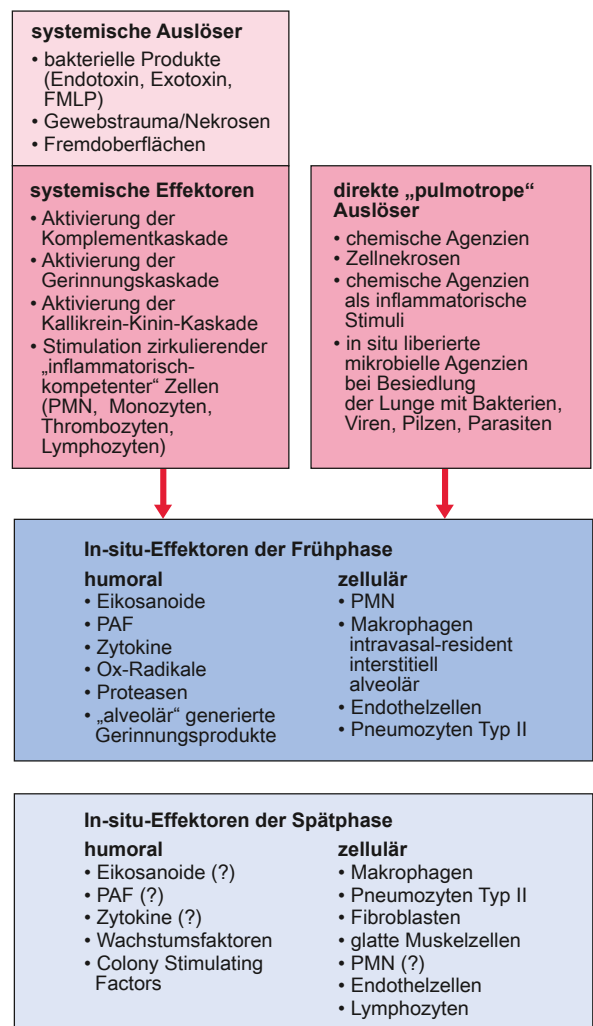 systemische Auslöser
• bakterielle Produkte
(Endotoxin, Exotoxin,
FMLP)
• Gewebstrauma/Nekrosen
• Fremdoberflächen
systemische Effektoren
• Aktivierung der
Komplementkaskade
• Aktivierung der
Gerinnungskaskade
• Aktivierung der
Kallikrein-Kinin-Kaskade
• Stimulation zirkulierender
„inflammatorisch-
kompetenter“ Zellen
(PMN, Monozyten,
Thrombozyten,
Lymphozyten)
direkte „pulmotrope“
Auslöser
• chemische Agenzien
• Zellnekrosen
• chemische Agenzien
als inflammatorische
Stimuli
• in situ liberierte
mikrobielle Agenzien
bei Besiedlung
der Lunge mit Bakterien,
Viren, Pilzen, Parasiten
In-situ-Effektoren der Frühphase
humoral
• Eikosanoide
• PAF
• Zytokine
• Ox-Radikale
• Proteasen
• „alveolär“ generierte
Gerinnungsprodukte
zellulär
• PMN
• Makrophagen
intravasal-resident
interstitiell
alveolär
• Endothelzellen
• Pneumozyten Typ II
In-situ-Effektoren der Spätphase
humoral
• Eikosanoide (?)
• PAF (?)
• Zytokine (?)
• Wachstumsfaktoren
• Colony Stimulating
Factors
zellulär
• Makrophagen
• Pneumozyten Typ II
• Fibroblasten
• glatte Muskelzellen
• PMN (?)
• Endothelzellen
• Lymphozyten